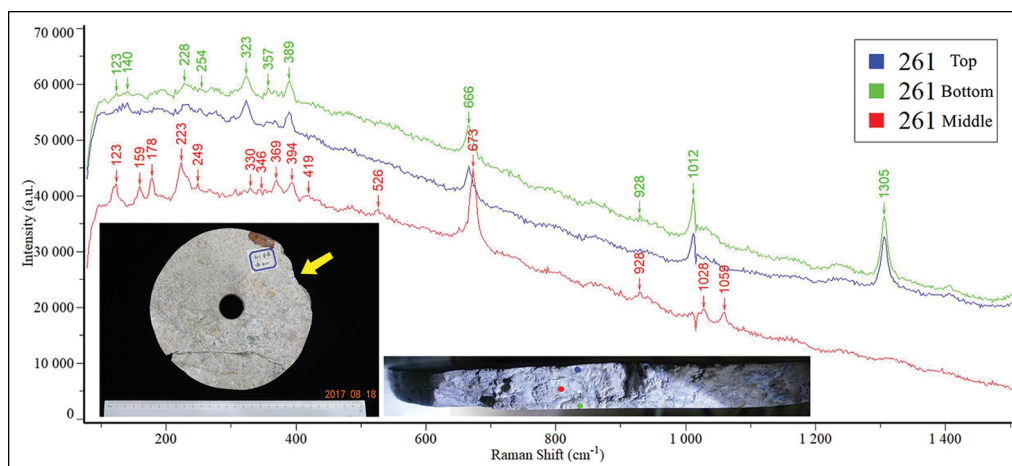 70 000
60 000
50 000
40 000
30 000
20 000
10 000
0
Intensity (a.u.)
123 140 228 254 323 357 389 666 928 1012 1305
123 159 178 223 249 330 346 369 394 419 526 673 928 1028 1059
261 Top
261 Bottom
261 Middle
2017 08 18
200 400 600 800 1 000 1 200 1 400
Raman Shift (cm⁻¹)